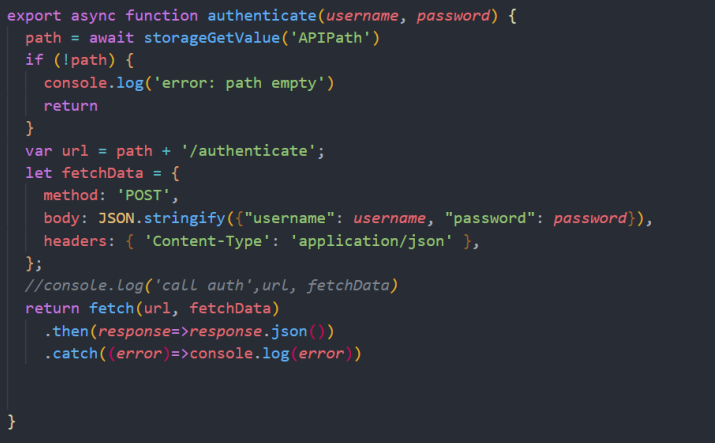 export async function authenticate(username, password) {
path = await storageGetValue('APIPath')
if (!path) {
console.log('error: path empty')
return
}
var url = path + '/authenticate';
let fetchData = {
method: 'POST',
body: JSON.stringify({"username": username, "password": password}),
headers: { 'Content-Type': 'application/json' },
};
//console.log('call auth',url, fetchData)
return fetch(url, fetchData)
.then(response=>response.json())
.catch((error)=>console.log(error))
}